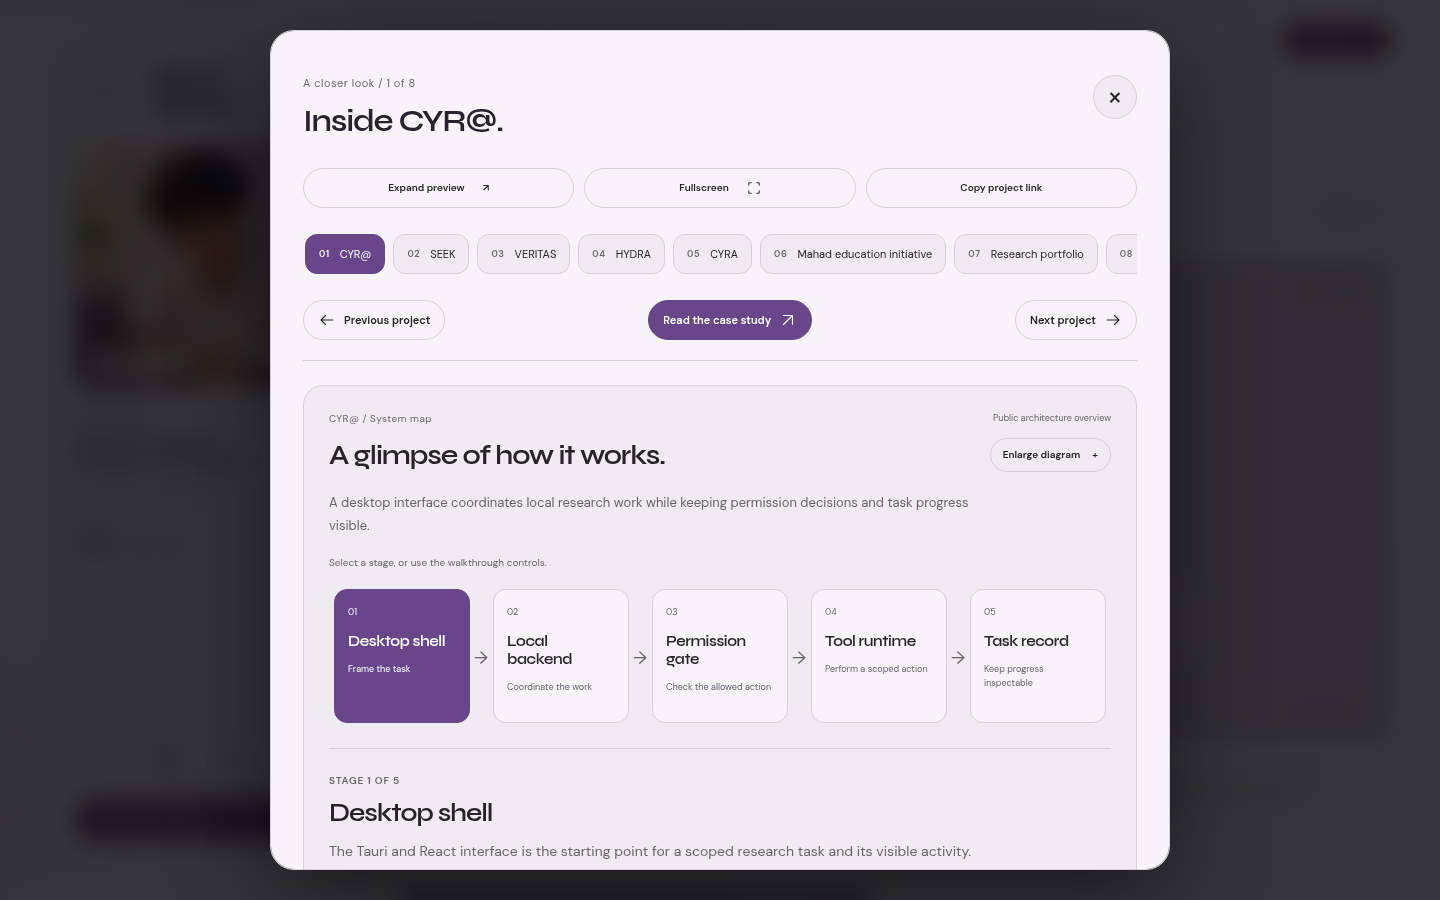 A closer look / 1 of 8
Inside CYR@.
×
Expand preview
Fullscreen
Copy project link
01 CYR@
02 SEEK
03 VERITAS
04 HYDRA
05 CYRA
06 Mahad education initiative
07 Research portfolio
08
← Previous project
Read the case study
Next project →
CYR@ / System map
Public architecture overview
A glimpse of how it works.
Enlarge diagram +
A desktop interface coordinates local research work while keeping permission decisions and task progress
visible.
Select a stage, or use the walkthrough controls.
01
Desktop shell
Frame the task
→
02
Local
backend
Coordinate the work
→
03
Permission
gate
Check the allowed action
→
04
Tool runtime
Perform a scoped action
→
05
Task record
Keep progress
inspectable
STAGE 1 OF 5
Desktop shell
The Tauri and React interface is the starting point for a scoped research task and its visible activity.